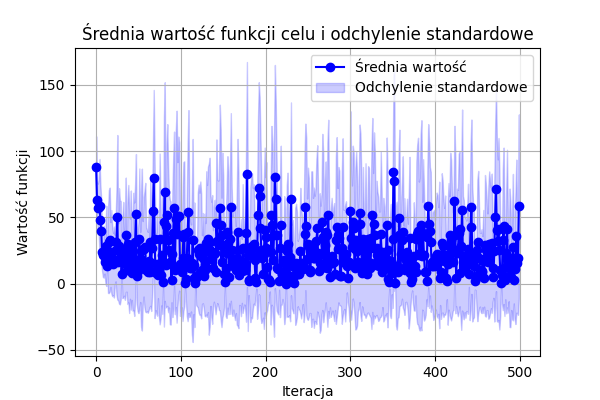 Średnia wartość funkcji celu i odchylenie standardowe
Średnia wartość
Odchylenie standardowe
Wartość funkcji
150
100
50
0
−50
0 100 200 300 400 500
Iteracja